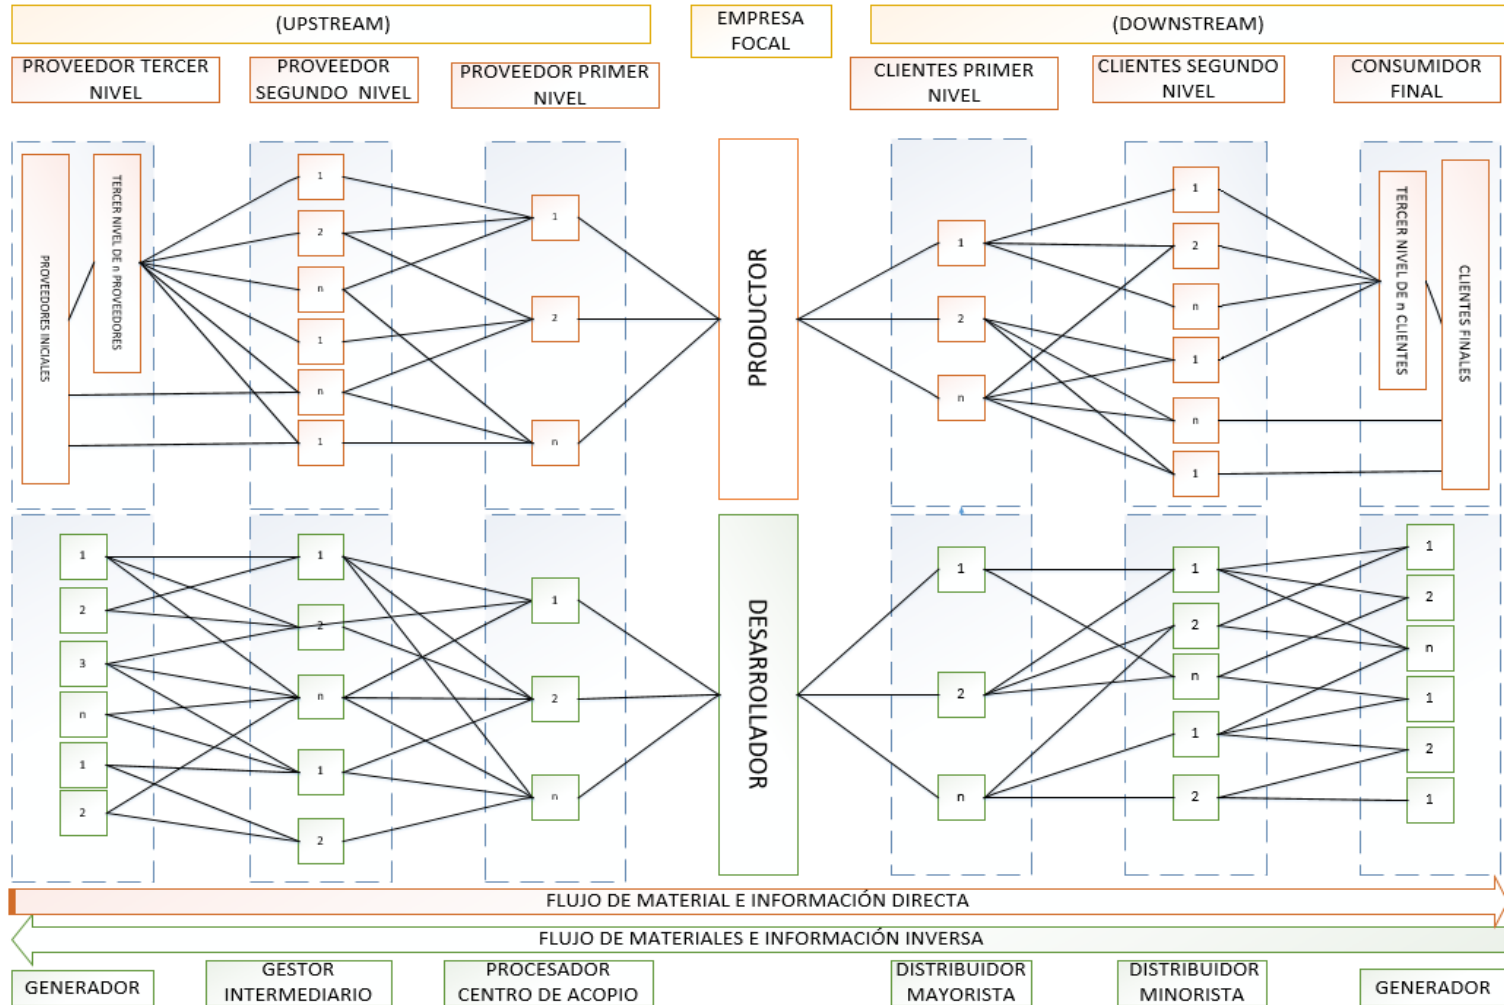 (UPSTREAM)
EMPRESA
FOCAL
(DOWNSTREAM)
PROVEEDOR TERCER
NIVEL
PROVEEDOR
SEGUNDO NIVEL
PROVEEDOR PRIMER
NIVEL
CLIENTES PRIMER
NIVEL
CLIENTES SEGUNDO
NIVEL
CONSUMIDOR
FINAL
PROVEEDORES INICIALES
TERCER NIVEL DE n PROVEEDORES
1
2
n
1
n
1
1
2
n
PRODUCTOR
1
2
n
1
2
n
1
n
1
TERCER NIVEL DE n CLIENTES
CLIENTES FINALES
1
2
3
n
1
2
1
2
n
1
2
1
2
n
DESARROLLADOR
1
2
n
1
2
n
1
2
1
2
n
1
2
1
FLUJO DE MATERIAL E INFORMACIÓN DIRECTA
FLUJO DE MATERIALES E INFORMACIÓN INVERSA
GENERADOR
GESTOR
INTERMEDIARIO
PROCESADOR
CENTRO DE ACOPIO
DISTRIBUIDOR
MAYORISTA
DISTRIBUIDOR
MINORISTA
GENERADOR